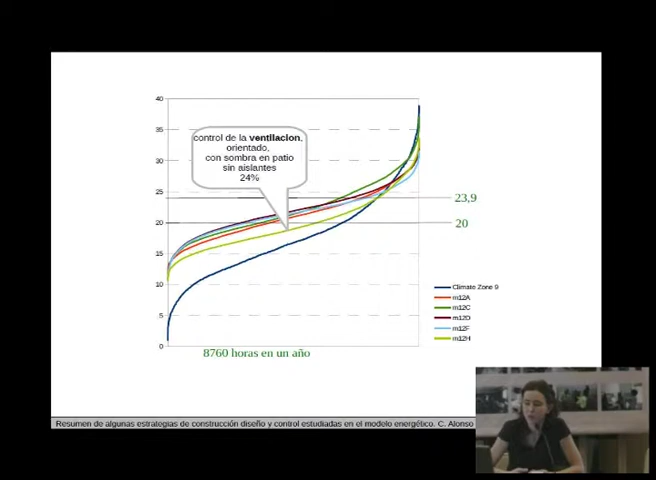 40
35
30
25
20
15
10
5
0
control de la ventilacion,
orientado,
con sombra en patio
sin aislantes
24%
23,9
20
Climate Zone 9
m12A
m12C
m12D
m12F
m12H
8760 horas en un año
Resumen de algunas estrategias de construcción diseño y control estudiadas en el modelo energético. C. Alonso